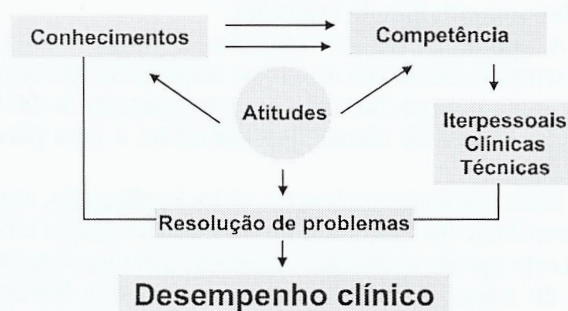 Conhecimentos
Competência
Atitudes
Iterpessoais
Clínicas
Técnicas
Resolução de problemas
Desempenho clínico